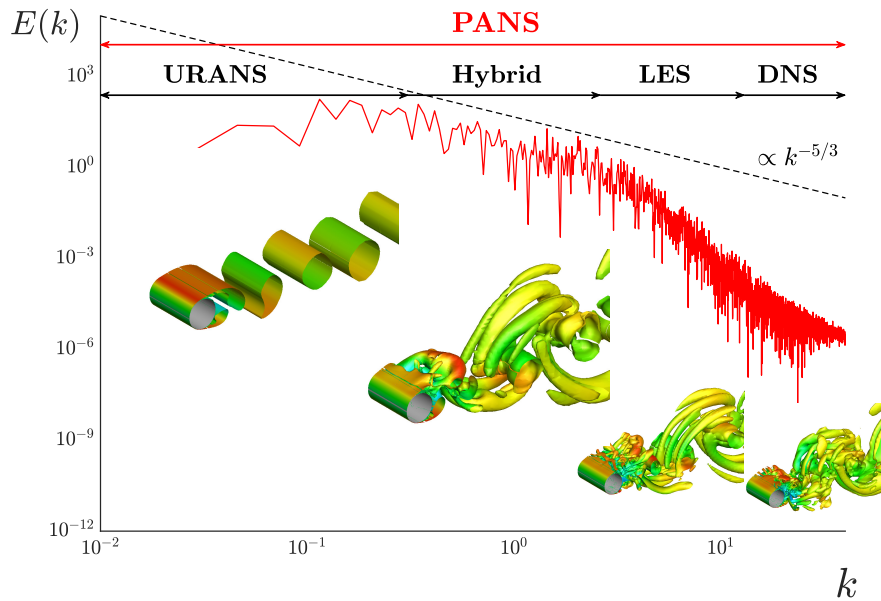 E(k)
PANS
URANS Hybrid LES DNS
10^3
∝ k^{-5/3}
10^0
10^{-3}
10^{-6}
10^{-9}
10^{-12}
10^{-2} 10^{-1} 10^0 10^1
k